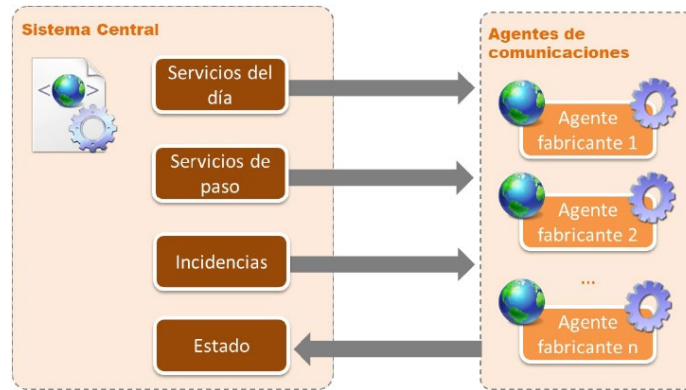 Sistema Central
Servicios del
día
Servicios de
paso
Incidencias
Estado
Agentes de
comunicaciones
Agente
fabricante 1
Agente
fabricante 2
...
Agente
fabricante n